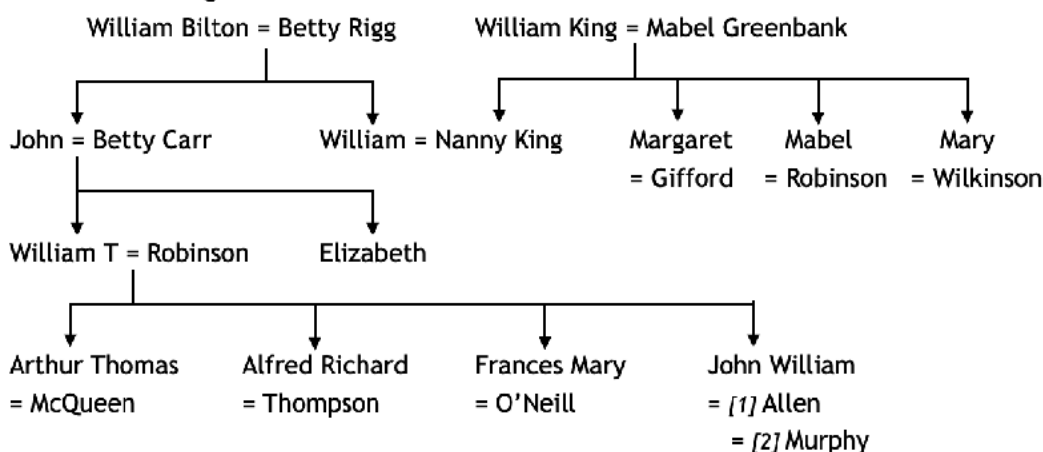 William Bilton = Betty Rigg William King = Mabel Greenbank
John = Betty Carr William = Nanny King Margaret Mabel Mary
= Gifford = Robinson = Wilkinson
William T = Robinson Elizabeth
Arthur Thomas Alfred Richard Frances Mary John William
= McQueen = Thompson = O'Neill = [1] Allen
= [2] Murphy